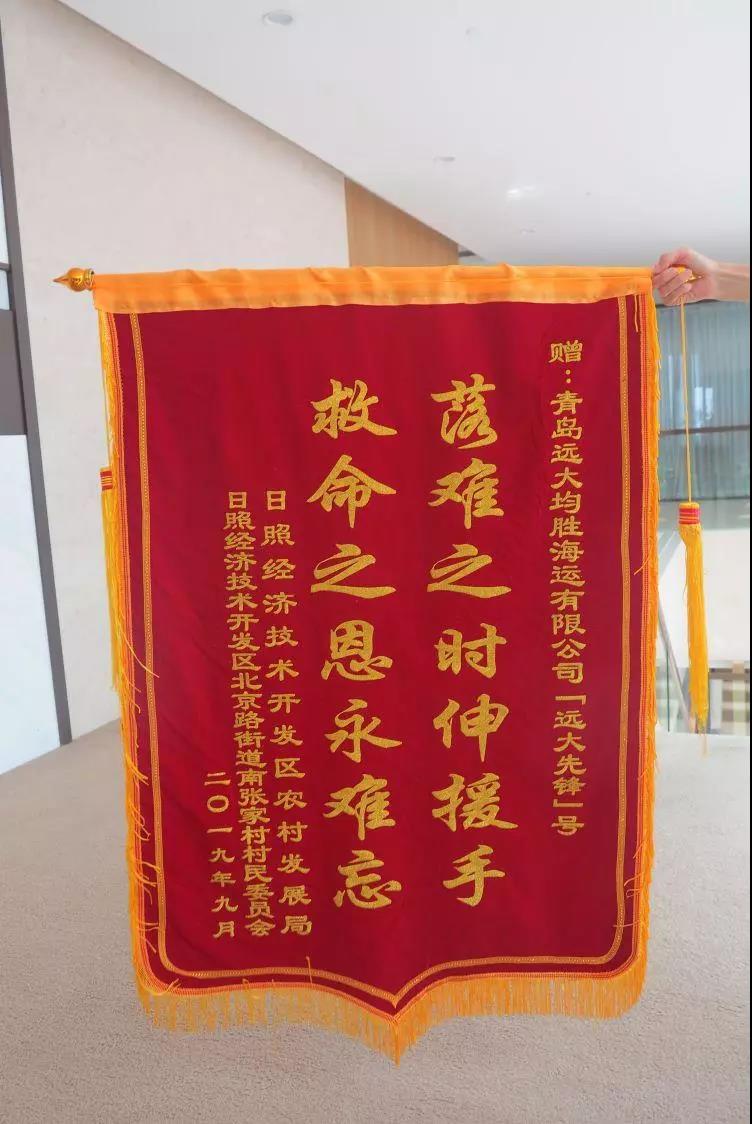 赠：青岛远大均胜海运有限公司「远大先锋」号
落难之时伸援手
救命之恩永难忘
日照经济技术开发区农村发展局
日照经济技术开发区北京路街道南张家村村民委员会
二〇一九年九月